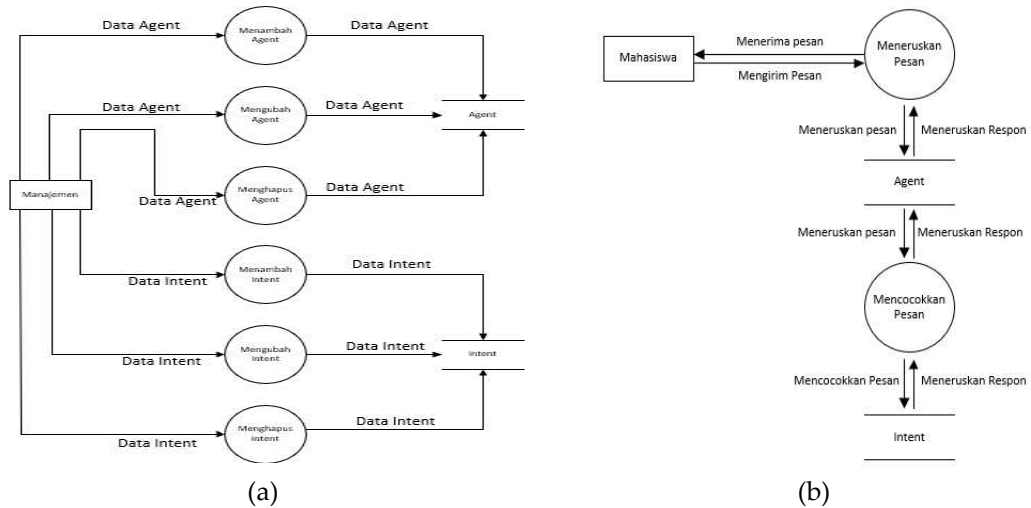 Data Agent
Menambah
Agent
Data Agent
Data Agent
Mengubah
Agent
Data Agent
Agent
Manajemen
Data Agent
Menghapus
Agent
Data Agent
Data Intent
Menambah
Intent
Data Intent
Data Intent
Mengubah
Intent
Data Intent
Intent
Data Intent
Menghapus
Intent
Data Intent
(a)
Mahasiswa
Menerima pesan
Mengirim Pesan
Meneruskan
Pesan
Meneruskan pesan
Meneruskan Respon
Agent
Meneruskan pesan
Meneruskan Respon
Mencocokkan
Pesan
Mencocokkan Pesan
Meneruskan Respon
Intent
(b)